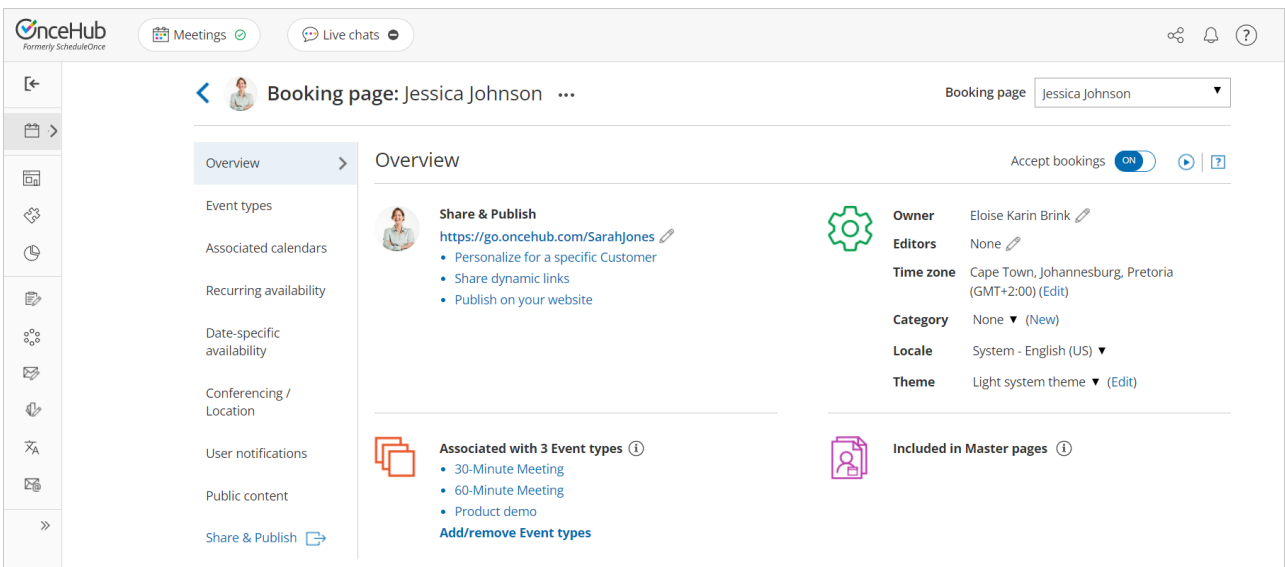 OnceHub
Formerly ScheduleOnce
Meetings
Live chats
?
Booking page: Jessica Johnson ...
Booking page
Jessica Johnson
Overview
Event types
Associated calendars
Recurring availability
Date-specific
availability
Conferencing /
Location
User notifications
Public content
Share & Publish
Overview
Accept bookings ON
?
Share & Publish
https://go.oncehub.com/SarahJones
• Personalize for a specific Customer
• Share dynamic links
• Publish on your website
Owner Eloise Karin Brink
Editors None
Time zone Cape Town, Johannesburg, Pretoria
(GMT+2:00) (Edit)
Category None ▼ (New)
Locale System - English (US) ▼
Theme Light system theme ▼ (Edit)
Associated with 3 Event types i
• 30-Minute Meeting
• 60-Minute Meeting
• Product demo
Add/remove Event types
Included in Master pages i